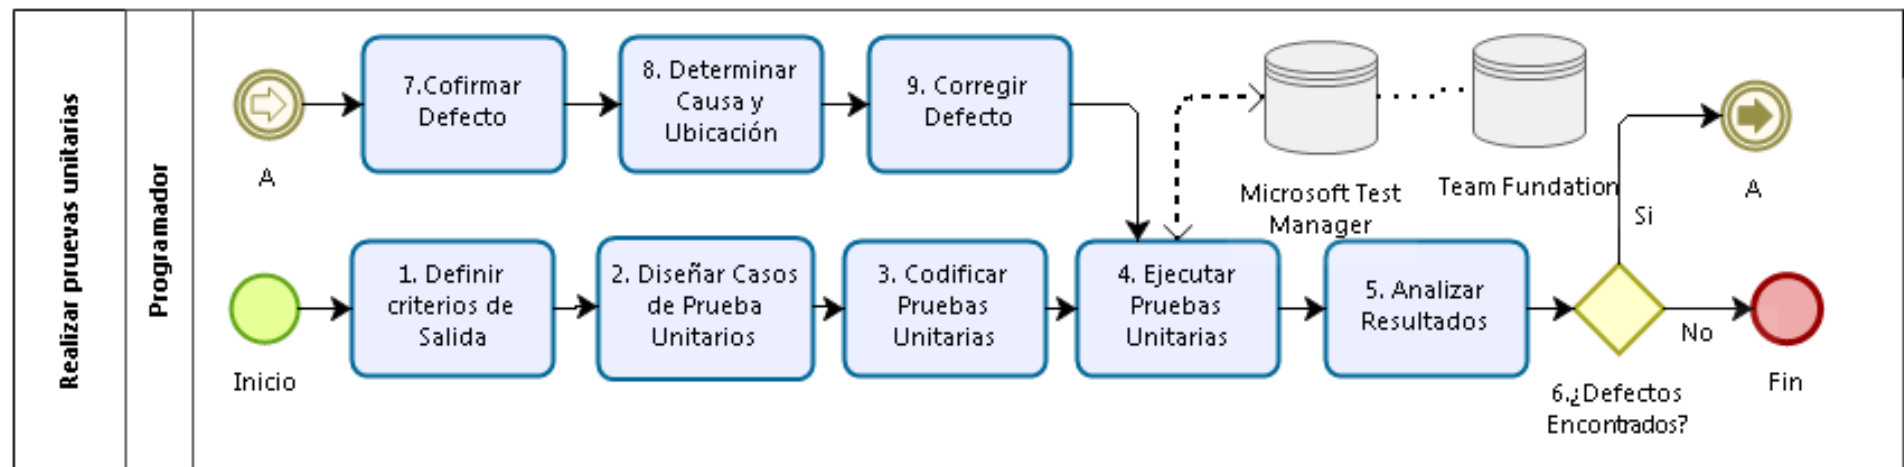 Realizar pruevas unitarias
Programador
A
7.Cofirmar
Defecto
8. Determinar
Causa y
Ubicación
9. Corregir
Defecto
Microsoft Test
Manager
Team Fundation
Si
A
Inicio
1. Definir
criterios de
Salida
2. Diseñar Casos
de Prueba
Unitarios
3. Codificar
Pruebas
Unitarias
4. Ejecutar
Pruebas
Unitarias
5. Analizar
Resultados
6.¿Defectos
Encontrados?
No
Fin